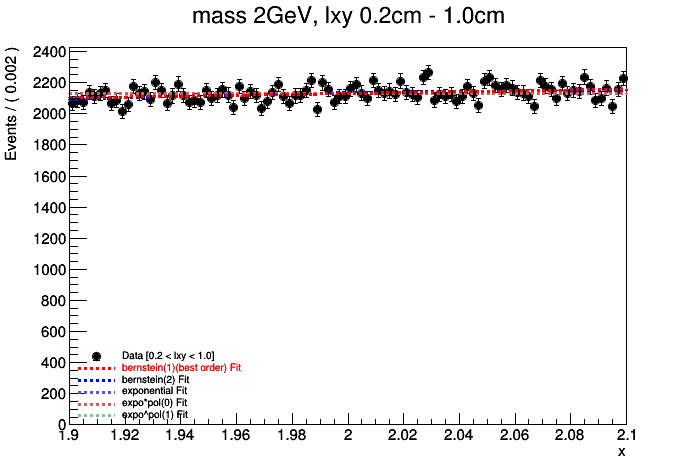 mass 2GeV, lxy 0.2cm - 1.0cm
Events / ( 0.002 )
2400
2200
2000
1800
1600
1400
1200
1000
800
600
400
200
0
Data [0.2 < lxy < 1.0]
bernstein(1)(best order) Fit
bernstein(2) Fit
exponential Fit
expo*pol(0) Fit
expo^pol(1) Fit
1.9 1.92 1.94 1.96 1.98 2 2.02 2.04 2.06 2.08 2.1
x